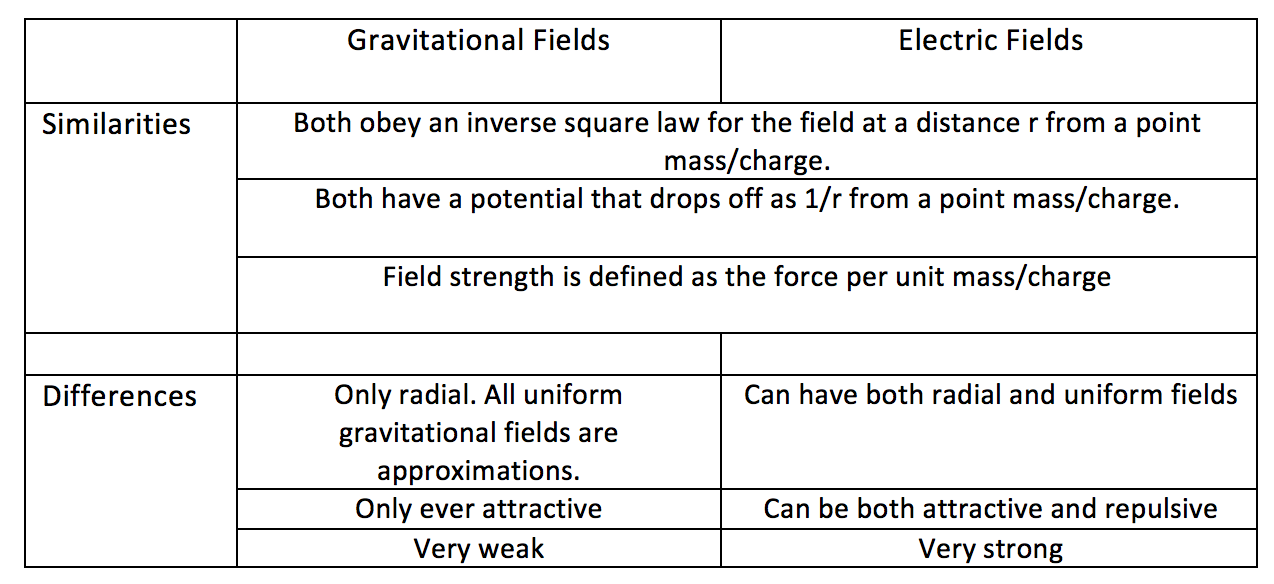 Gravitational Fields
Electric Fields
Similarities
Both obey an inverse square law for the field at a distance r from a point
mass/charge.
Both have a potential that drops off as 1/r from a point mass/charge.
Field strength is defined as the force per unit mass/charge
Differences
Only radial. All uniform
gravitational fields are
approximations.
Can have both radial and uniform fields
Only ever attractive
Can be both attractive and repulsive
Very weak
Very strong